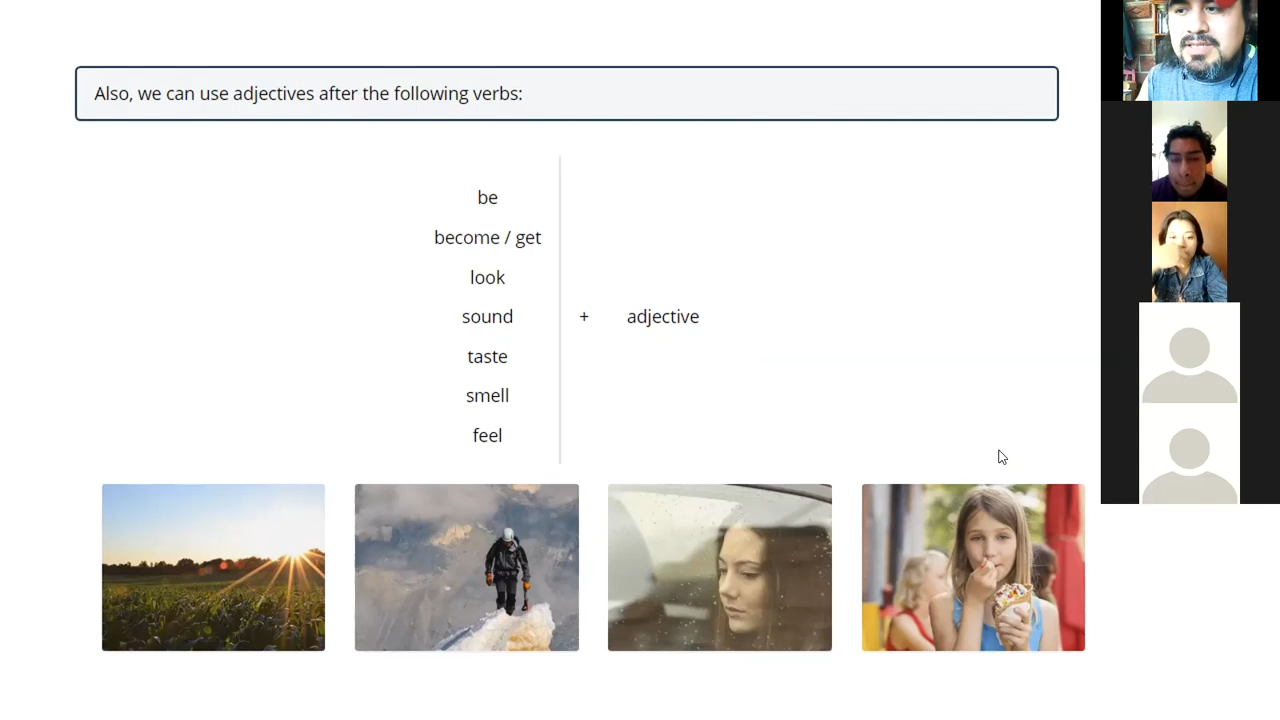 Also, we can use adjectives after the following verbs:
be
become / get
look
sound + adjective
taste
smell
feel